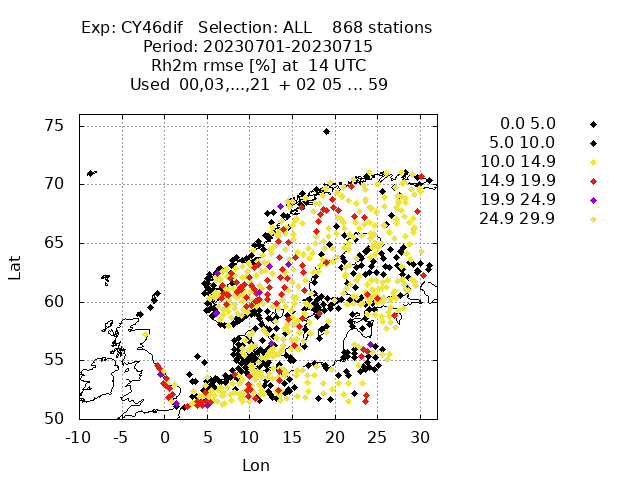 Exp: CY46dif   Selection: ALL    868 stations
Period: 20230701-20230715
Rh2m rmse [%] at  14 UTC
Used  00,03,...,21  + 02 05 ... 59
0.0 5.0
5.0 10.0
10.0 14.9
14.9 19.9
19.9 24.9
24.9 29.9
75
70
65
60
55
50
Lat
-10 -5 0 5 10 15 20 25 30
Lon